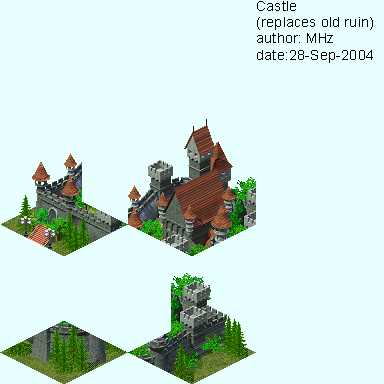 Castle
(replaces old ruin)
author: MHz
date:28-Sep-2004